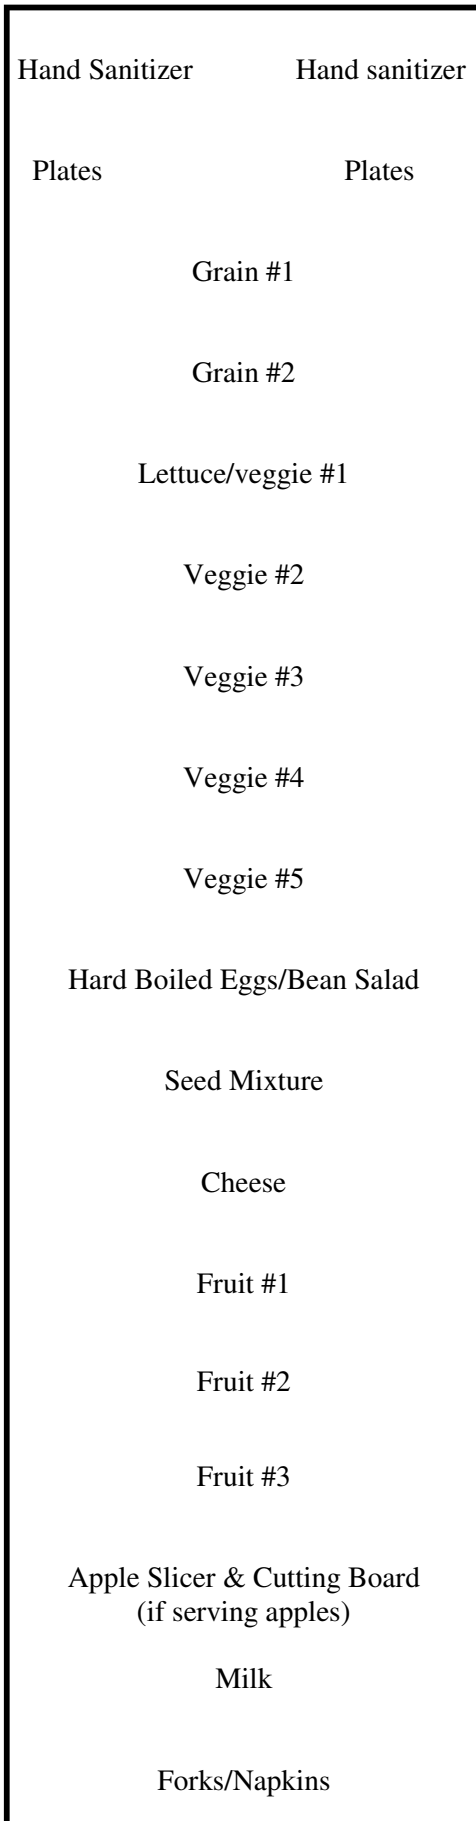 Hand Sanitizer Hand sanitizer
Plates Plates
Grain #1
Grain #2
Lettuce/veggie #1
Veggie #2
Veggie #3
Veggie #4
Veggie #5
Hard Boiled Eggs/Bean Salad
Seed Mixture
Cheese
Fruit #1
Fruit #2
Fruit #3
Apple Slicer & Cutting Board
(if serving apples)
Milk
Forks/Napkins